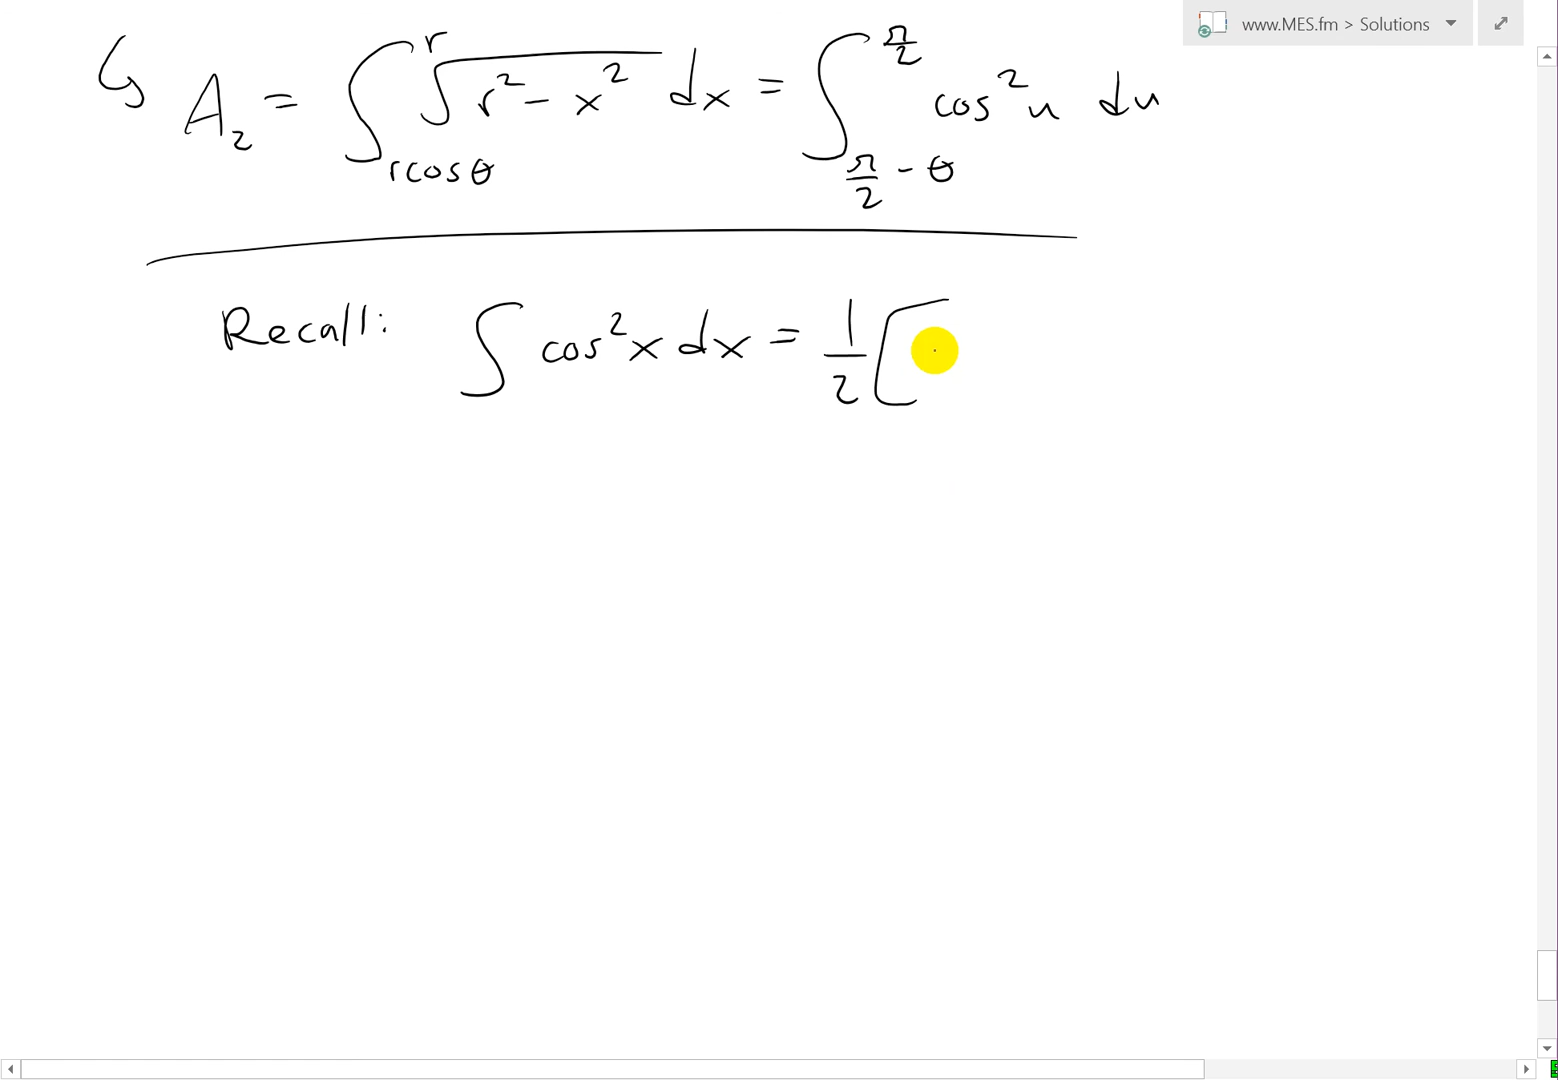 www.MES.fm > Solutions
↳ A₂ = ∫_{rcosθ}^{r} √(r² − x²) dx = ∫_{π/2 − θ}^{π/2} cos²u du
Recall: ∫ cos²x dx = 1/2 [